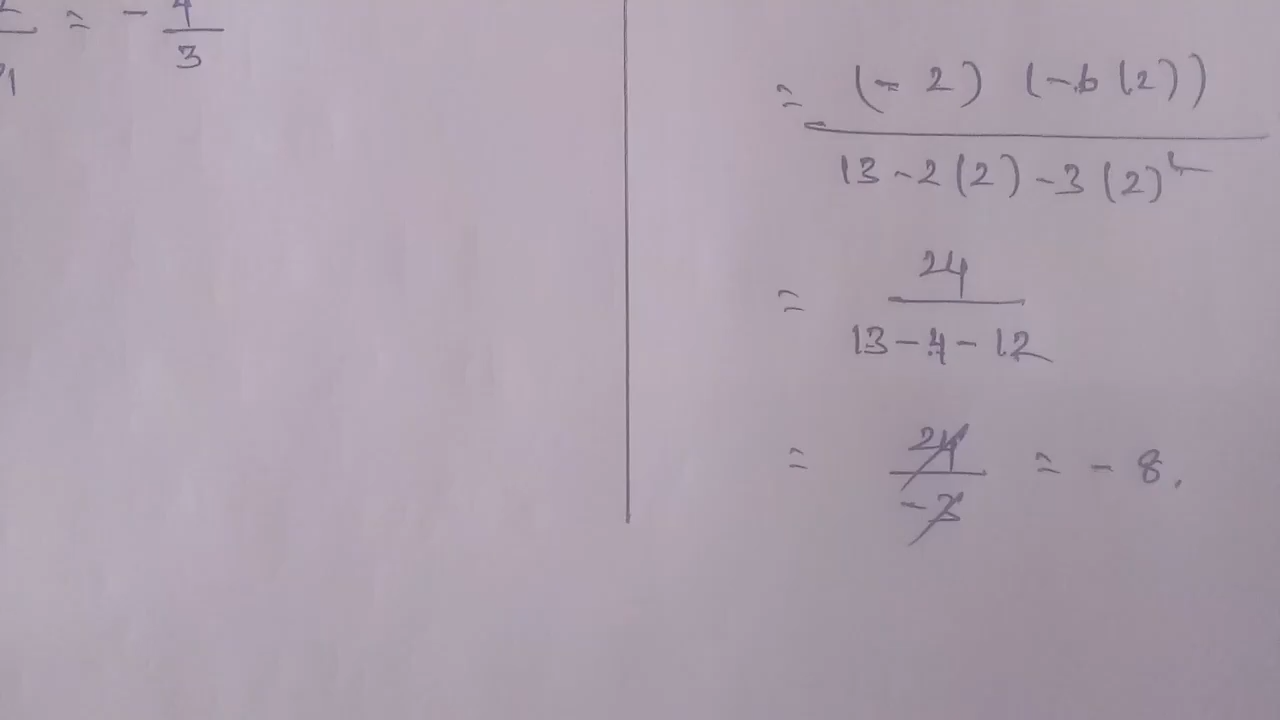 = - 4/3
= (-2) (-6(2)) / 13-2(2)-3(2)²
= 24 / 13-4-12
= 24 / -3 = -8.